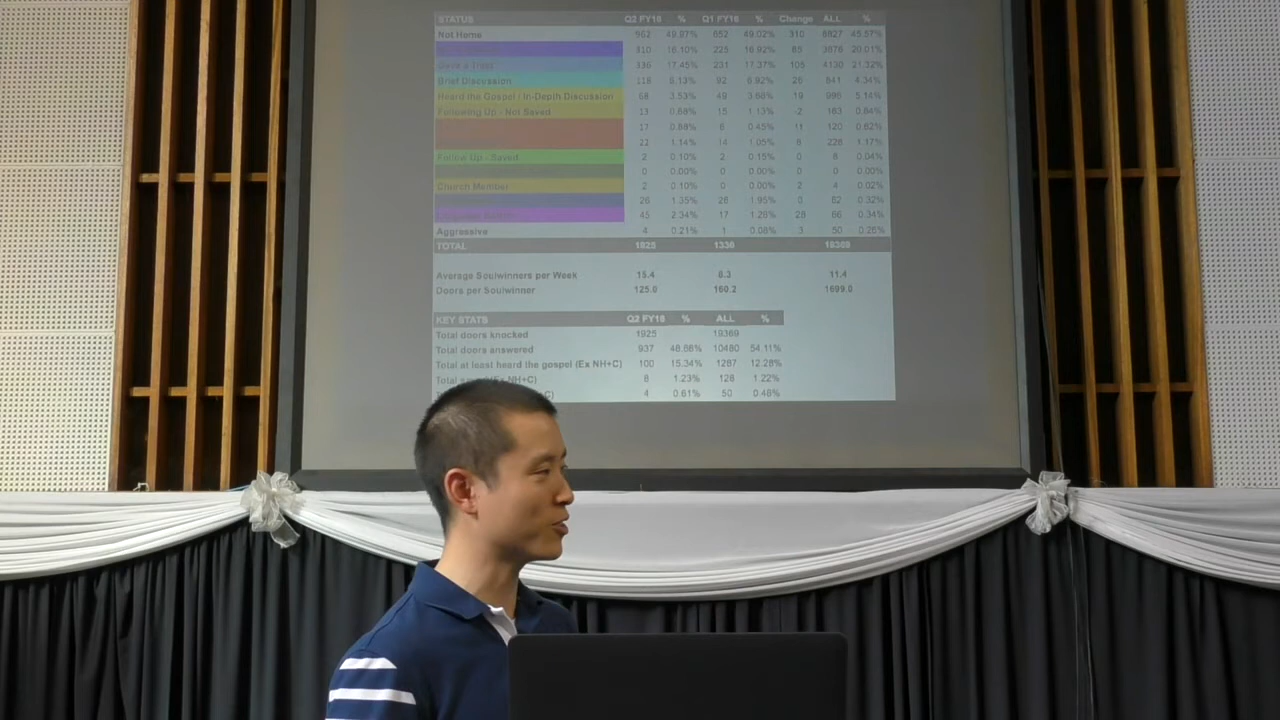 STATUS Q2 FY16 % Q1 FY16 % Change ALL %
Not Home 962 49.97% 652 49.02% 310 8827 45.57%
310 16.10% 225 16.92% 85 3876 20.01%
336 17.45% 231 17.37% 105 4130 21.32%
Brief Discussion 118 6.13% 92 6.92% 26 841 4.34%
Heard the Gospel - In-Depth Discussion 68 3.53% 49 3.68% 19 996 5.14%
Following Up - Not Saved 13 0.68% 15 1.13% -2 163 0.84%
17 0.88% 6 0.45% 11 120 0.62%
22 1.14% 14 1.05% 8 228 1.17%
Follow Up - Saved 2 0.10% 2 0.15% 0 8 0.04%
0 0.00% 0 0.00% 0 0 0.00%
Church Member 2 0.10% 0 0.00% 2 4 0.02%
26 1.35% 26 1.95% 0 62 0.32%
45 2.34% 17 1.28% 28 66 0.34%
Aggressive 4 0.21% 1 0.08% 3 50 0.26%
TOTAL 1925 1330 19369
Average Soulwinners per Week 15.4 8.3 11.4
Doors per Soulwinner 125.0 160.2 1699.0
KEY STATS Q2 FY16 % ALL %
Total doors knocked 1925 19369
Total doors answered 937 48.68% 10480 54.11%
Total at least heard the gospel (Ex NH+C) 100 15.34% 1287 12.28%
Total NH+C) 8 1.23% 128 1.22%
4 0.61% 50 0.48%